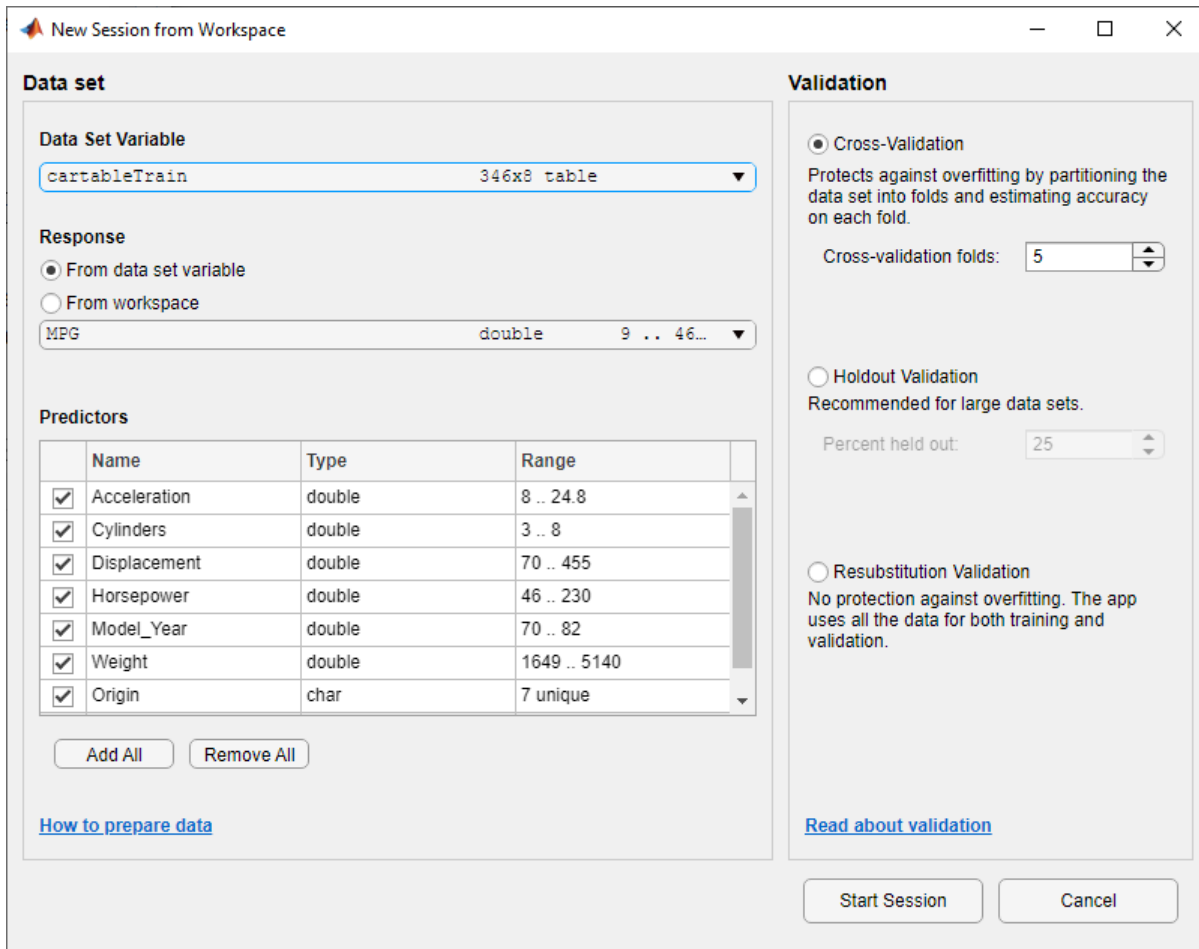 New Session from Workspace
Data set
Data Set Variable
cartableTrain 346x8 table
Response
From data set variable
From workspace
MPG double 9 .. 46…
Predictors
Name Type Range
Acceleration double 8 .. 24.8
Cylinders double 3 .. 8
Displacement double 70 .. 455
Horsepower double 46 .. 230
Model_Year double 70 .. 82
Weight double 1649 .. 5140
Origin char 7 unique
Add All Remove All
How to prepare data
Validation
Cross-Validation
Protects against overfitting by partitioning the
data set into folds and estimating accuracy
on each fold.
Cross-validation folds: 5
Holdout Validation
Recommended for large data sets.
Percent held out: 25
Resubstitution Validation
No protection against overfitting. The app
uses all the data for both training and
validation.
Read about validation
Start Session Cancel